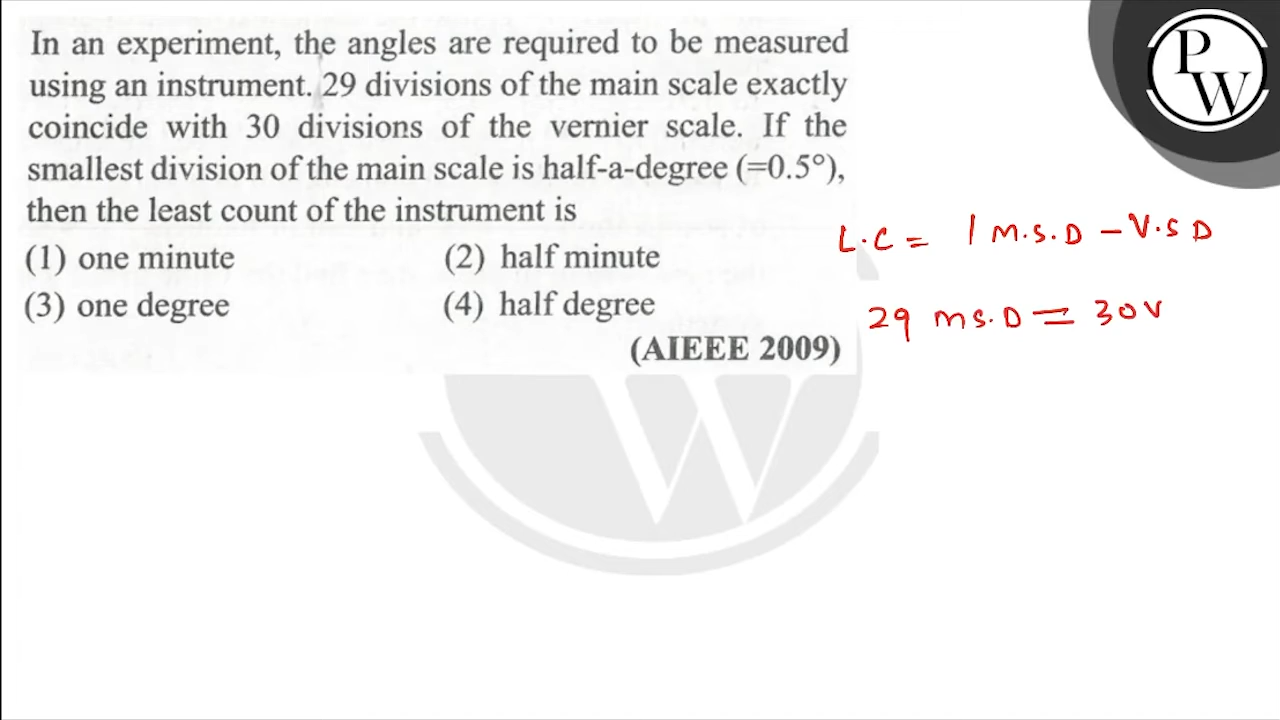 In an experiment, the angles are required to be measured
using an instrument. 29 divisions of the main scale exactly
coincide with 30 divisions of the vernier scale. If the
smallest division of the main scale is half-a-degree (=0.5°),
then the least count of the instrument is
(1) one minute (2) half minute
(3) one degree (4) half degree
(AIEEE 2009)
L.C = 1 M.S.D – V.S D
29 MS.D = 30V
P
W